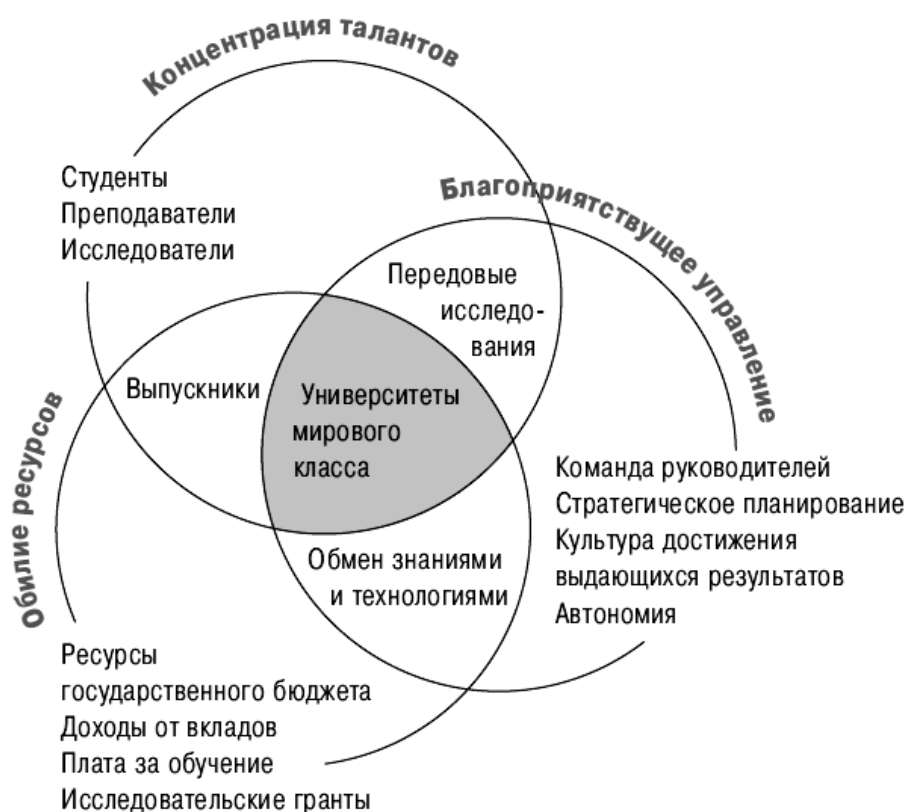 Концентрация талантов
Студенты
Преподаватели
Исследователи
Благоприятствущее управление
Передовые
исследо-
вания
Выпускники
Университеты
мирового
класса
Обилие ресурсов
Команда руководителей
Стратегическое планирование
Культура достижения
выдающихся результатов
Автономия
Обмен знаниями
и технологиями
Ресурсы
государственного бюджета
Доходы от вкладов
Плата за обучение
Исследовательские гранты